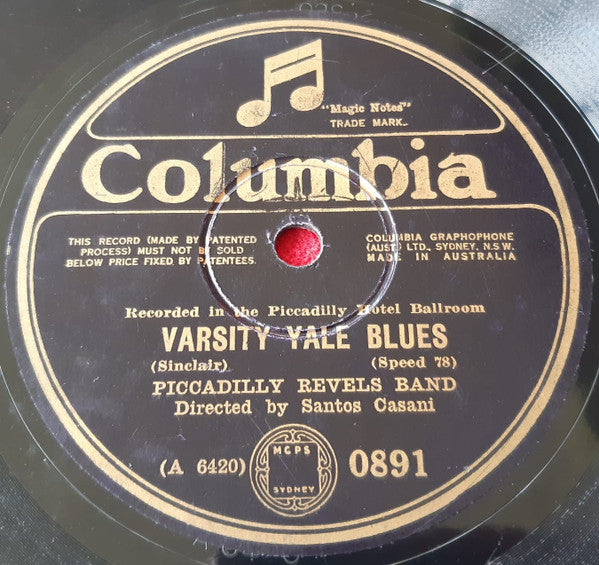 "Magic Notes"
TRADE MARK.
Columbia
THIS RECORD (MADE BY PATENTED
PROCESS) MUST NOT BE SOLD
BELOW PRICE FIXED BY PATENTEES.
COLUMBIA GRAPHOPHONE
(AUST) LTD., SYDNEY, N.S.W.
MADE IN AUSTRALIA
Recorded in the Piccadilly Hotel Ballroom
VARSITY YALE BLUES
(Sinclair) (Speed 78)
PICCADILLY REVELS BAND
Directed by Santos Casani
(A 6420) 0891
MCPS
SYDNEY